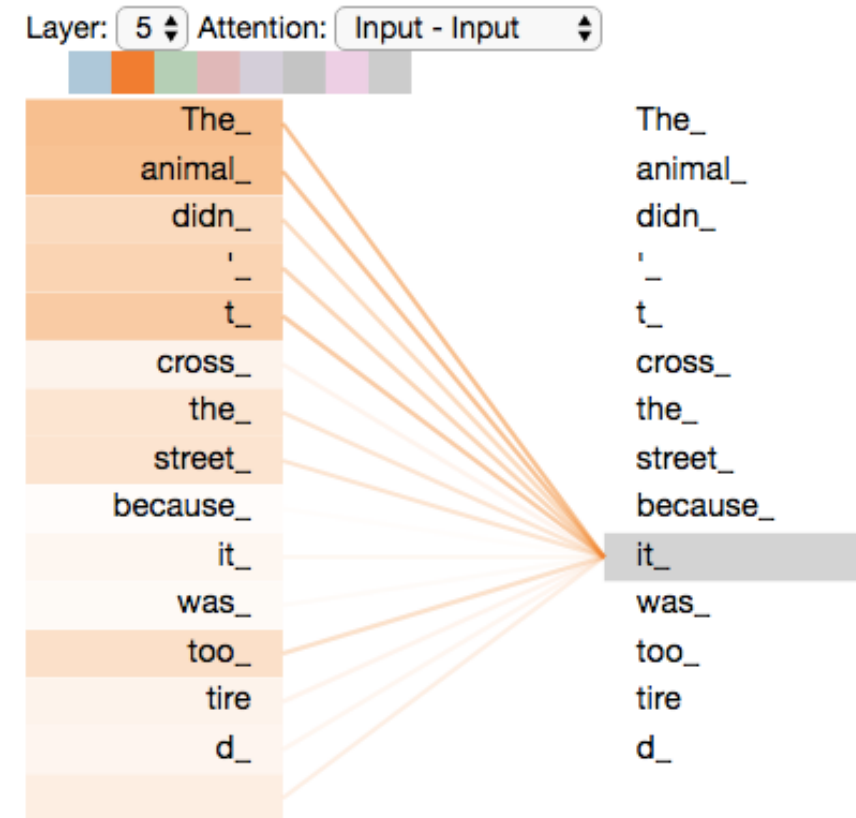 Layer: 5 Attention: Input - Input
The_ The_
animal_ animal_
didn_ didn_
'_ '_
t_ t_
cross_ cross_
the_ the_
street_ street_
because_ because_
it_ it_
was_ was_
too_ too_
tire tire
d_ d_